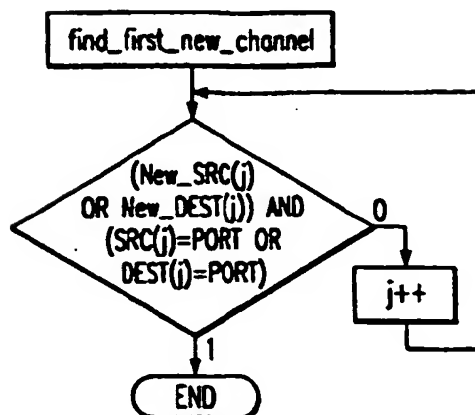 find_first_new_channel
(New_SRC(j)
OR New_DEST(j)) AND
(SRC(j)=PORT OR
DEST(j)=PORT)
0
j++
1
END